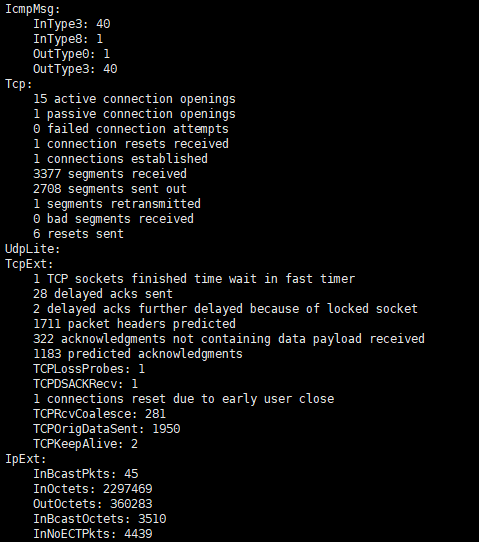 IcmpMsg:
InType3: 40
InType8: 1
OutType0: 1
OutType3: 40
Tcp:
15 active connection openings
1 passive connection openings
0 failed connection attempts
1 connection resets received
1 connections established
3377 segments received
2708 segments sent out
1 segments retransmitted
0 bad segments received
6 resets sent
UdpLite:
TcpExt:
1 TCP sockets finished time wait in fast timer
28 delayed acks sent
2 delayed acks further delayed because of locked socket
1711 packet headers predicted
322 acknowledgments not containing data payload received
1183 predicted acknowledgments
TCPLossProbes: 1
TCPDSACKRecv: 1
1 connections reset due to early user close
TCPRcvCoalesce: 281
TCPOrigDataSent: 1950
TCPKeepAlive: 2
IpExt:
InBcastPkts: 45
InOctets: 2297469
OutOctets: 360283
InBcastOctets: 3510
InNoECTPkts: 4439